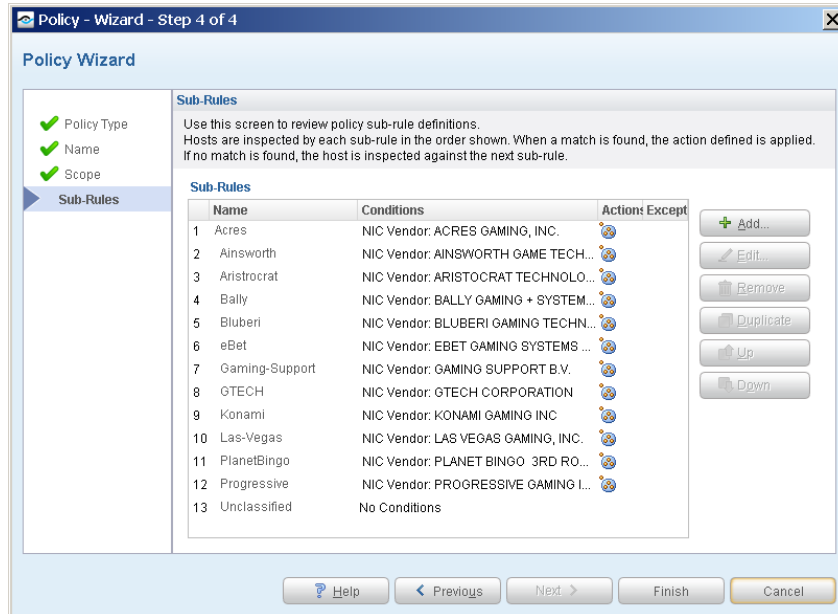 Policy - Wizard - Step 4 of 4
Policy Wizard
Policy Type
Name
Scope
Sub-Rules
Sub-Rules
Use this screen to review policy sub-rule definitions.
Hosts are inspected by each sub-rule in the order shown. When a match is found, the action defined is applied.
If no match is found, the host is inspected against the next sub-rule.
Sub-Rules
Name Conditions Actions Except
1 Acres NIC Vendor: ACRES GAMING, INC.
2 Ainsworth NIC Vendor: AINSWORTH GAME TECH...
3 Aristrocrat NIC Vendor: ARISTOCRAT TECHNOLO...
4 Bally NIC Vendor: BALLY GAMING + SYSTEM...
5 Bluberi NIC Vendor: BLUBERI GAMING TECHN...
6 eBet NIC Vendor: EBET GAMING SYSTEMS ...
7 Gaming-Support NIC Vendor: GAMING SUPPORT B.V.
8 GTECH NIC Vendor: GTECH CORPORATION
9 Konami NIC Vendor: KONAMI GAMING INC
10 Las-Vegas NIC Vendor: LAS VEGAS GAMING, INC.
11 PlanetBingo NIC Vendor: PLANET BINGO 3RD RO...
12 Progressive NIC Vendor: PROGRESSIVE GAMING I...
13 Unclassified No Conditions
Add...
Edit...
Remove
Duplicate
Up
Down
Help
Previous
Next >
Finish
Cancel